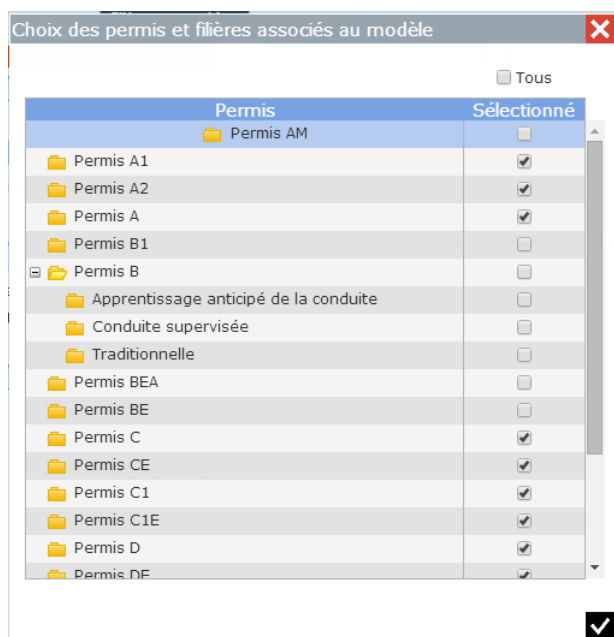 Choix des permis et filières associés au modèle
Tous
Permis Sélectionné
Permis AM
Permis A1
Permis A2
Permis A
Permis B1
Permis B
Apprentissage anticipé de la conduite
Conduite supervisée
Traditionnelle
Permis BEA
Permis BE
Permis C
Permis CE
Permis C1
Permis C1E
Permis D
Permis DE